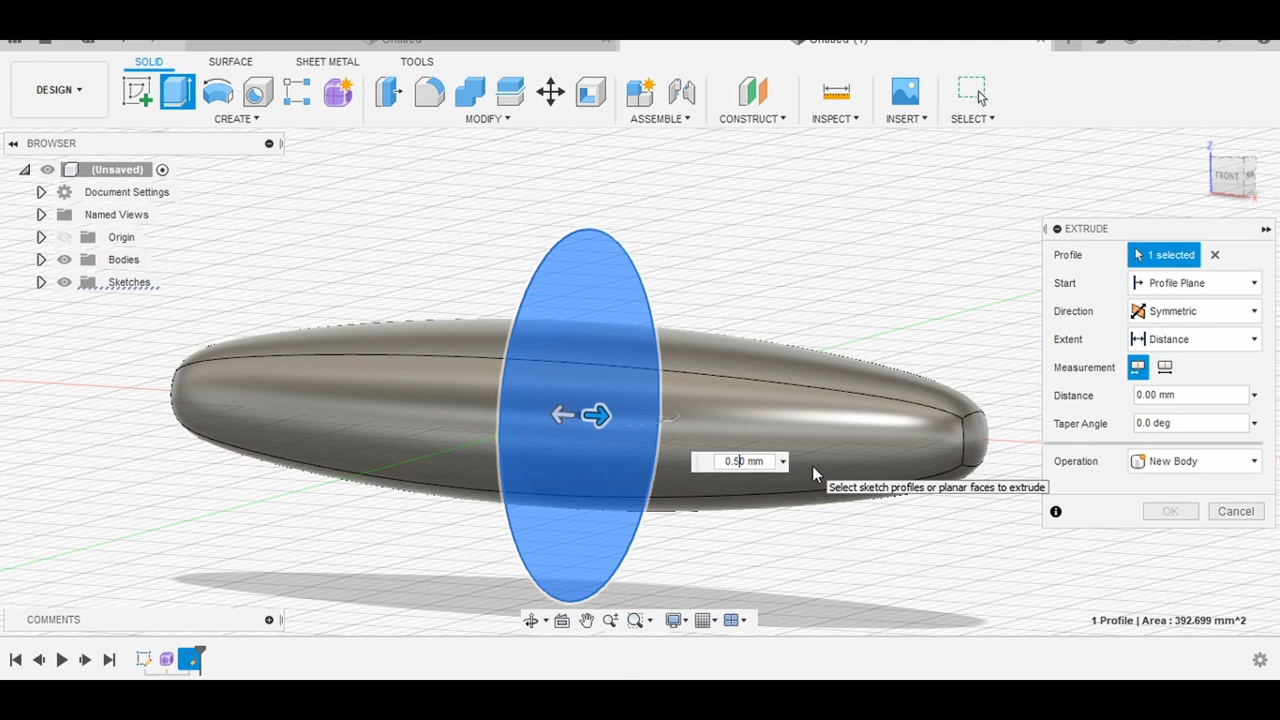 SOLID SURFACE SHEET METAL TOOLS
DESIGN
CREATE MODIFY ASSEMBLE CONSTRUCT INSPECT INSERT SELECT
BROWSER
(Unsaved)
Document Settings
Named Views
Origin
Bodies
Sketches
Z
FRONT
X
EXTRUDE
Profile 1 selected
Start Profile Plane
Direction Symmetric
Extent Distance
Measurement
Distance 0.00 mm
Taper Angle 0.0 deg
Operation New Body
OK Cancel
0.50 mm
Select sketch profiles or planar faces to extrude
COMMENTS
1 Profile | Area : 392.699 mm^2